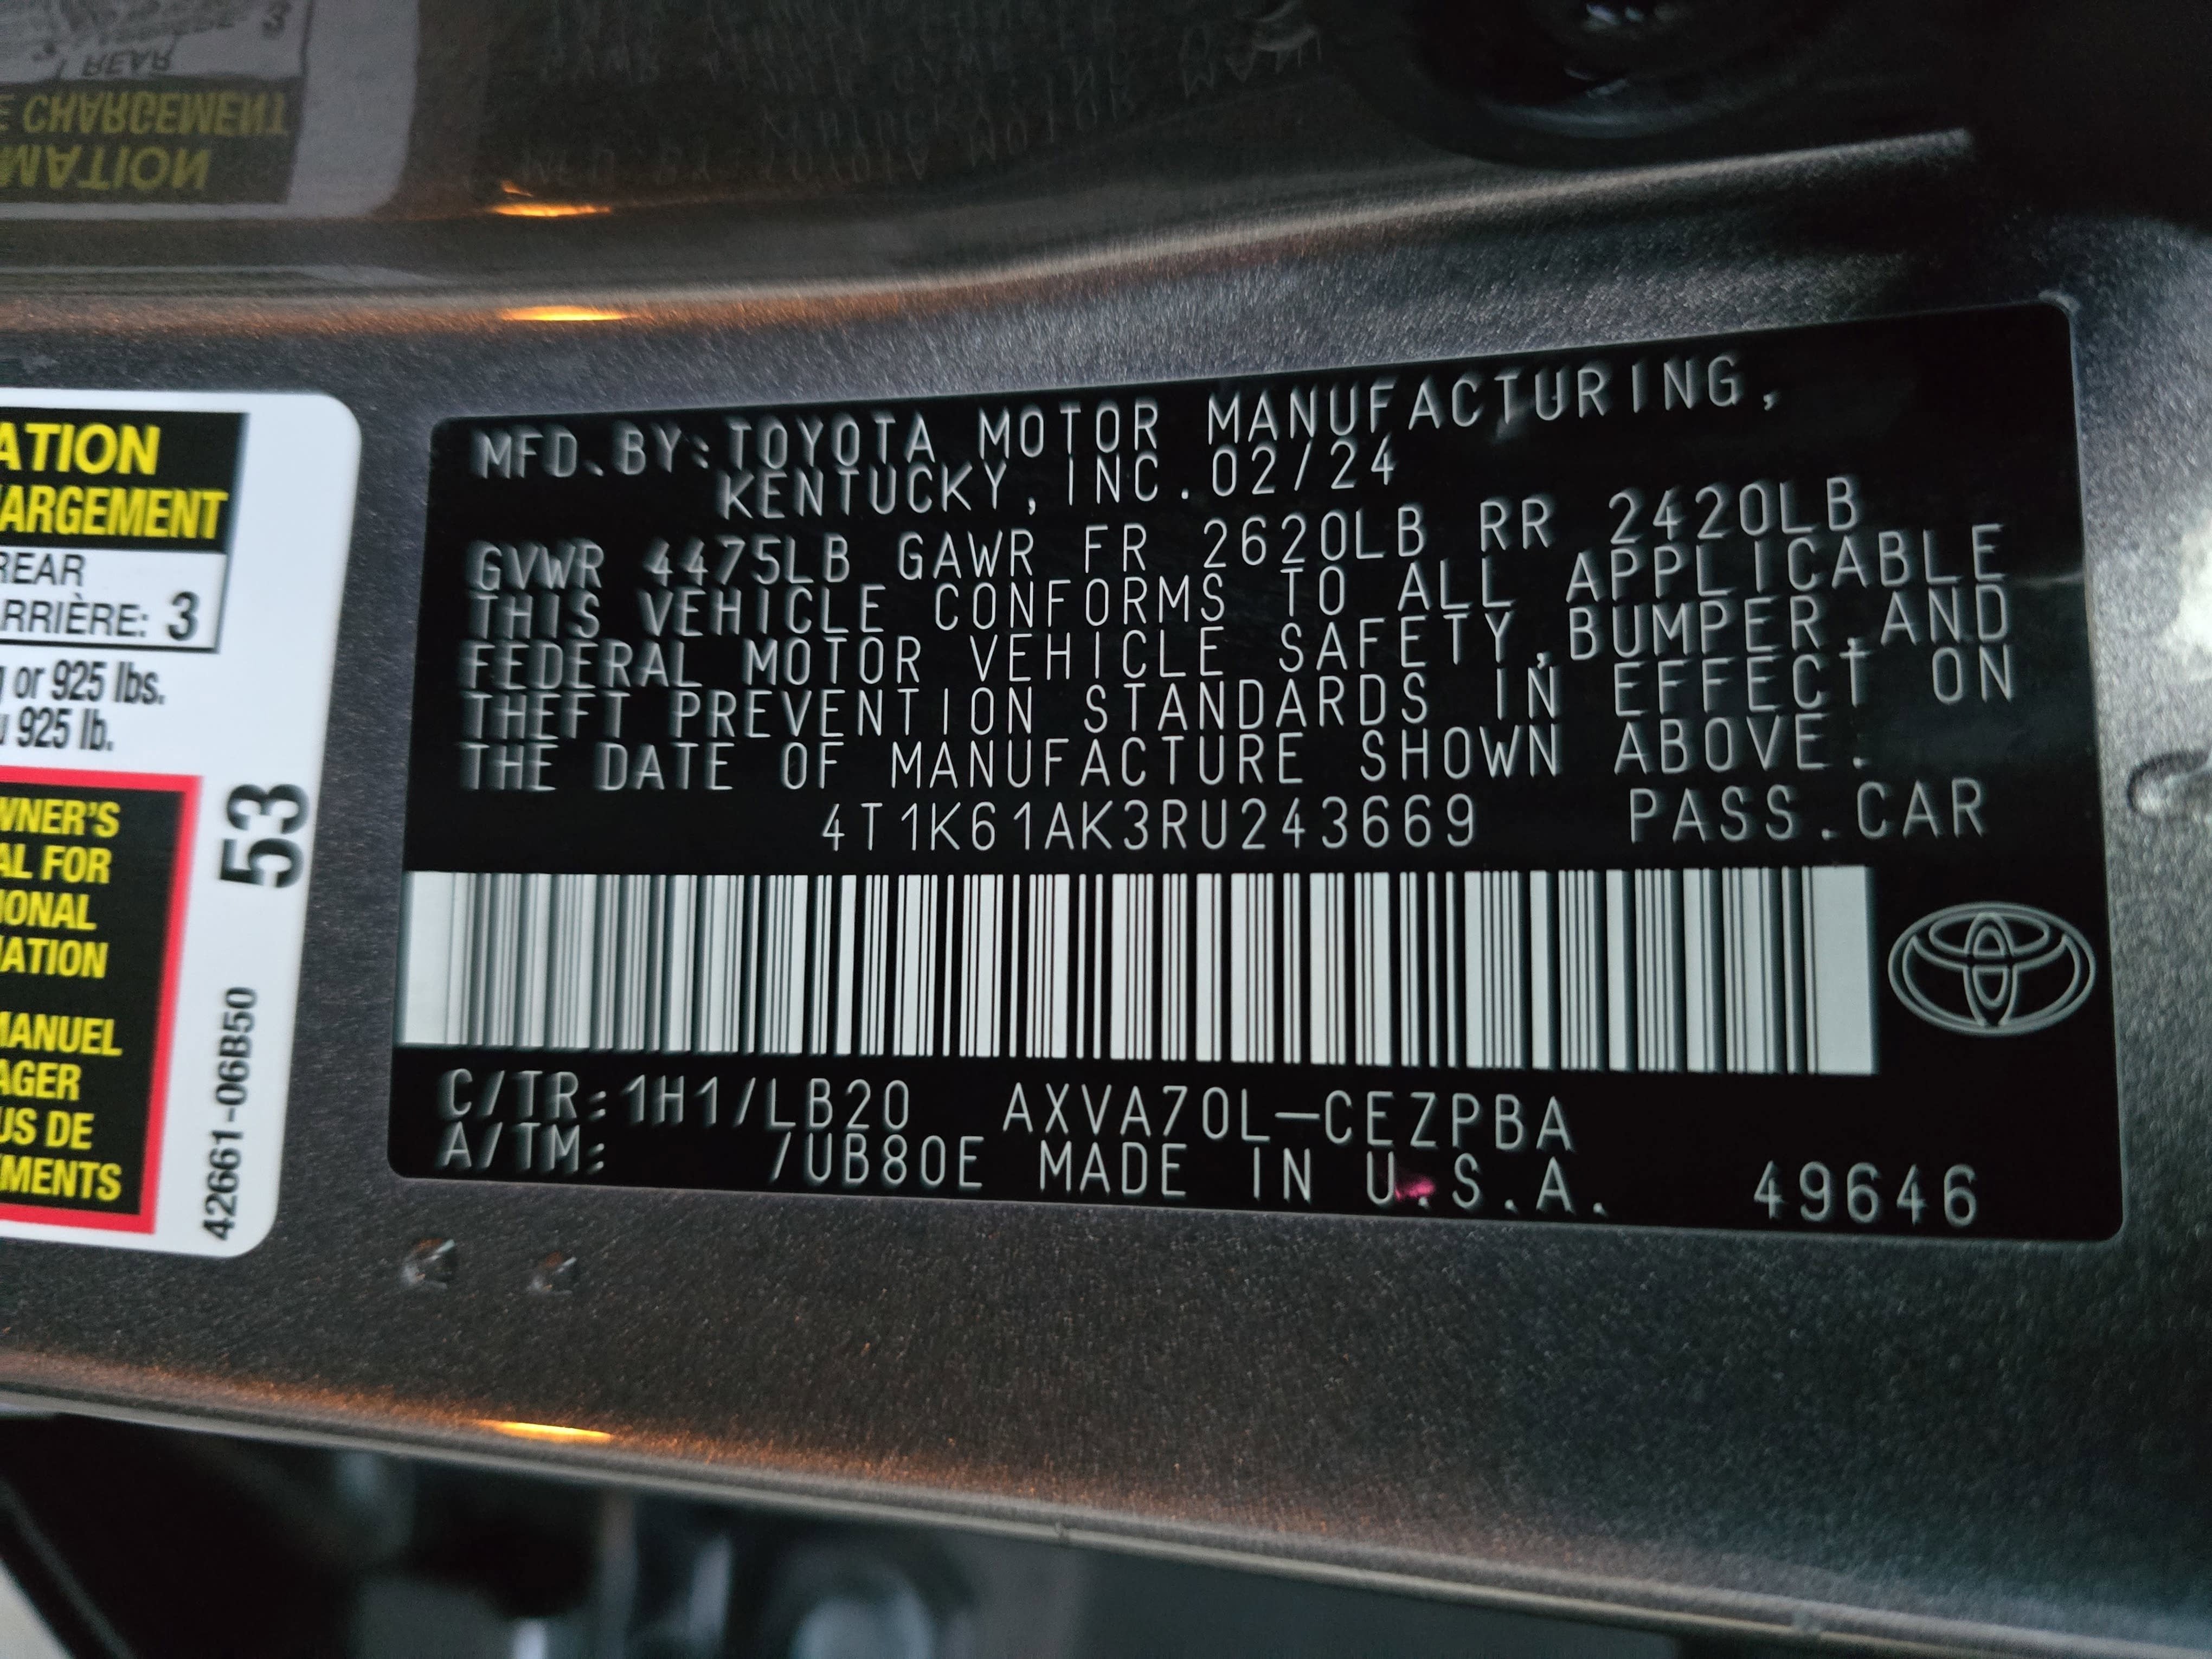 ATION
ARGEMENT
REAR
ARRIÈRE: 3
or 925 lbs.
925 lb.
WNER'S
AL FOR
IONAL
MATION
MANUEL
AGER
US DE
MENTS
53
42661-06B50
MFD.BY:TOYOTA MOTOR MANUFACTURING,
KENTUCKY,INC.02/24
GVWR 4475LB GAWR FR 2620LB RR 2420LB
THIS VEHICLE CONFORMS TO ALL APPLICABLE
FEDERAL MOTOR VEHICLE SAFETY,BUMPER,AND
THEFT PREVENTION STANDARDS IN EFFECT ON
THE DATE OF MANUFACTURE SHOWN ABOVE.
4T1K61AK3RU243669 PASS.CAR
C/TR:1H1/LB20 AXVA70L-CEZPBA
A/TM: /UB80E MADE IN U.S.A. 49646